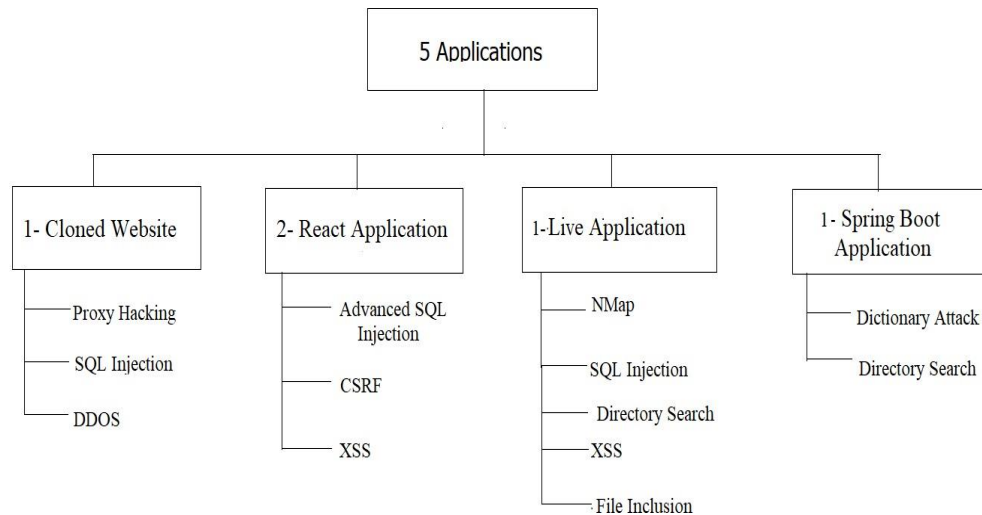 5 Applications
1- Cloned Website
Proxy Hacking
SQL Injection
DDOS
2- React Application
Advanced SQL
Injection
CSRF
XSS
1-Live Application
NMap
SQL Injection
Directory Search
XSS
File Inclusion
1- Spring Boot
Application
Dictionary Attack
Directory Search